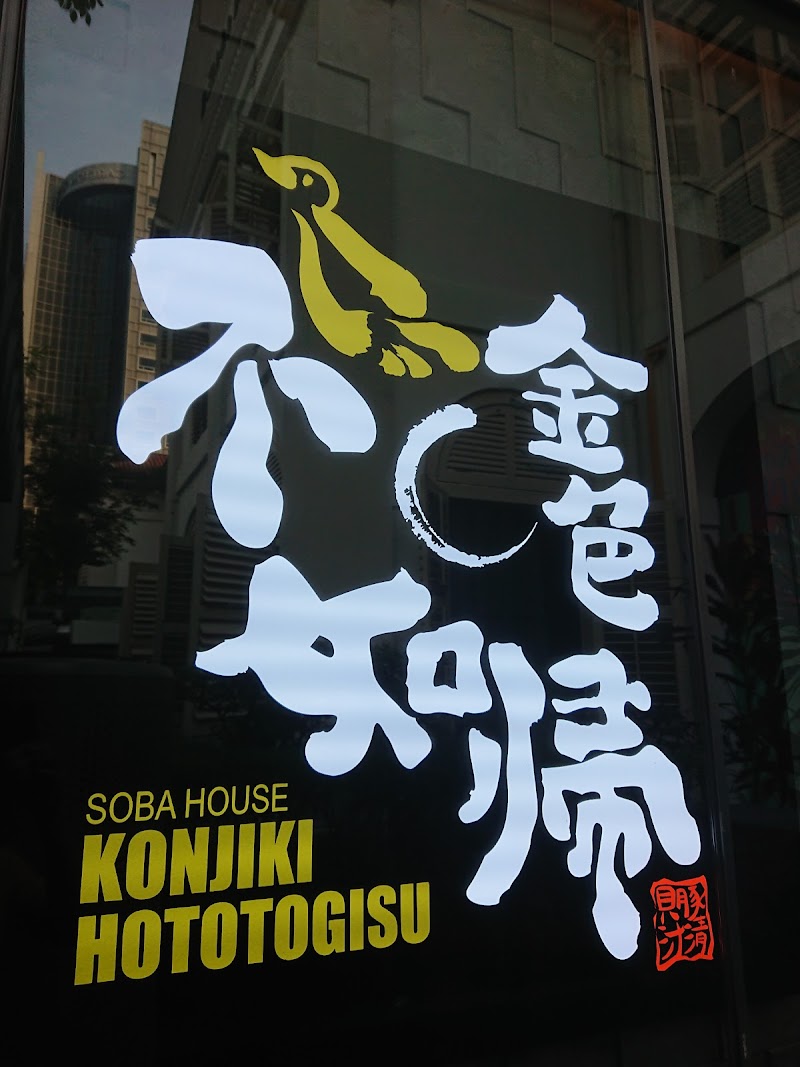 金色
不如帰
SOBA HOUSE
KONJIKI
HOTOTOGISU